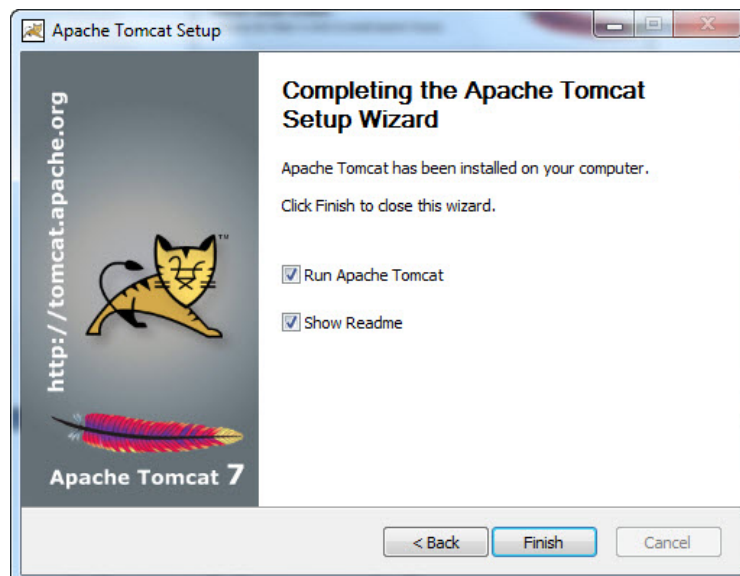 Apache Tomcat Setup
http://tomcat.apache.org
TM
Apache Tomcat 7
Completing the Apache Tomcat
Setup Wizard
Apache Tomcat has been installed on your computer.
Click Finish to close this wizard.
Run Apache Tomcat
Show Readme
< Back
Finish
Cancel